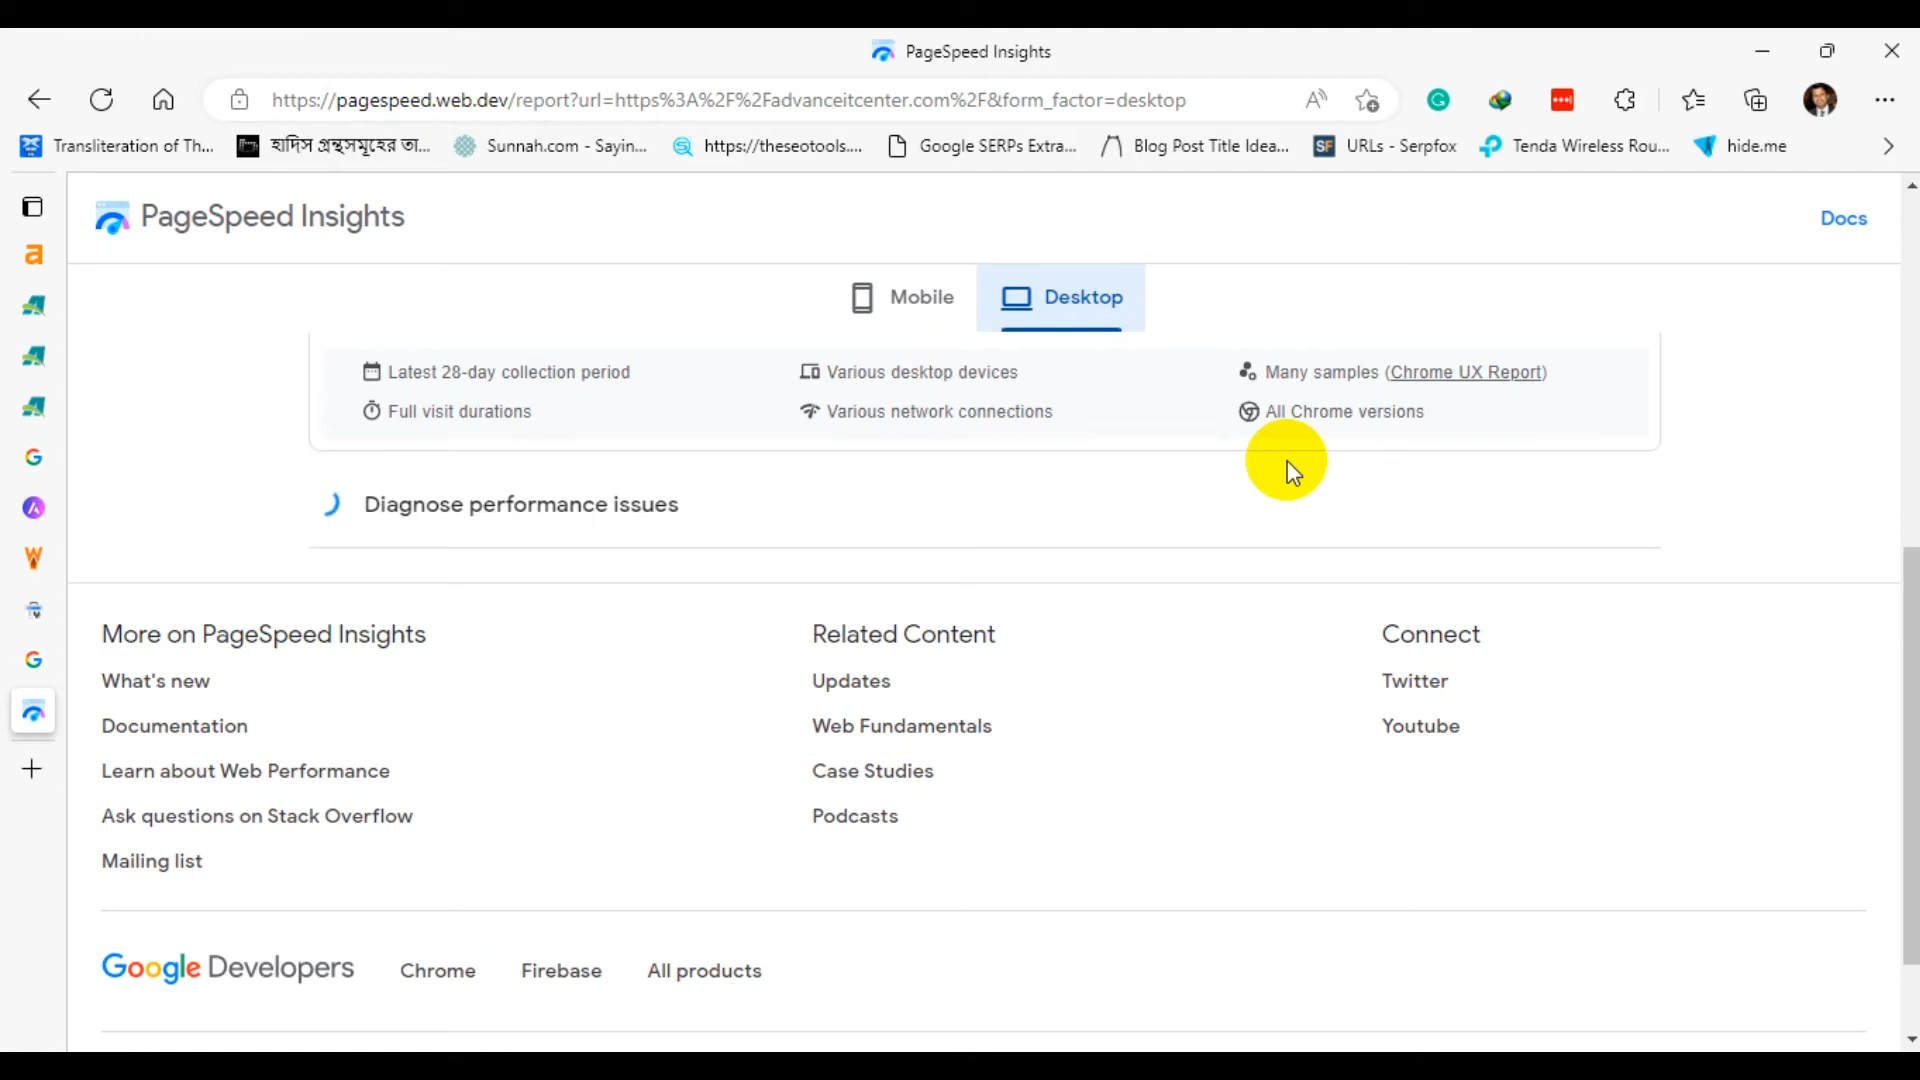 PageSpeed Insights
https://pagespeed.web.dev/report?url=https%3A%2F%2Fadvanceitcenter.com%2F&form_factor=desktop
Transliteration of Th... হাদিস গ্রন্থসমূহের তা... Sunnah.com - Sayin... https://theseotools.... Google SERPs Extra... Blog Post Title Idea... SF URLs - Serpfox Tenda Wireless Rou... hide.me
PageSpeed Insights
Docs
Mobile Desktop
Latest 28-day collection period Various desktop devices Many samples (Chrome UX Report)
Full visit durations Various network connections All Chrome versions
Diagnose performance issues
More on PageSpeed Insights
What's new
Documentation
Learn about Web Performance
Ask questions on Stack Overflow
Mailing list
Related Content
Updates
Web Fundamentals
Case Studies
Podcasts
Connect
Twitter
Youtube
Google Developers Chrome Firebase All products